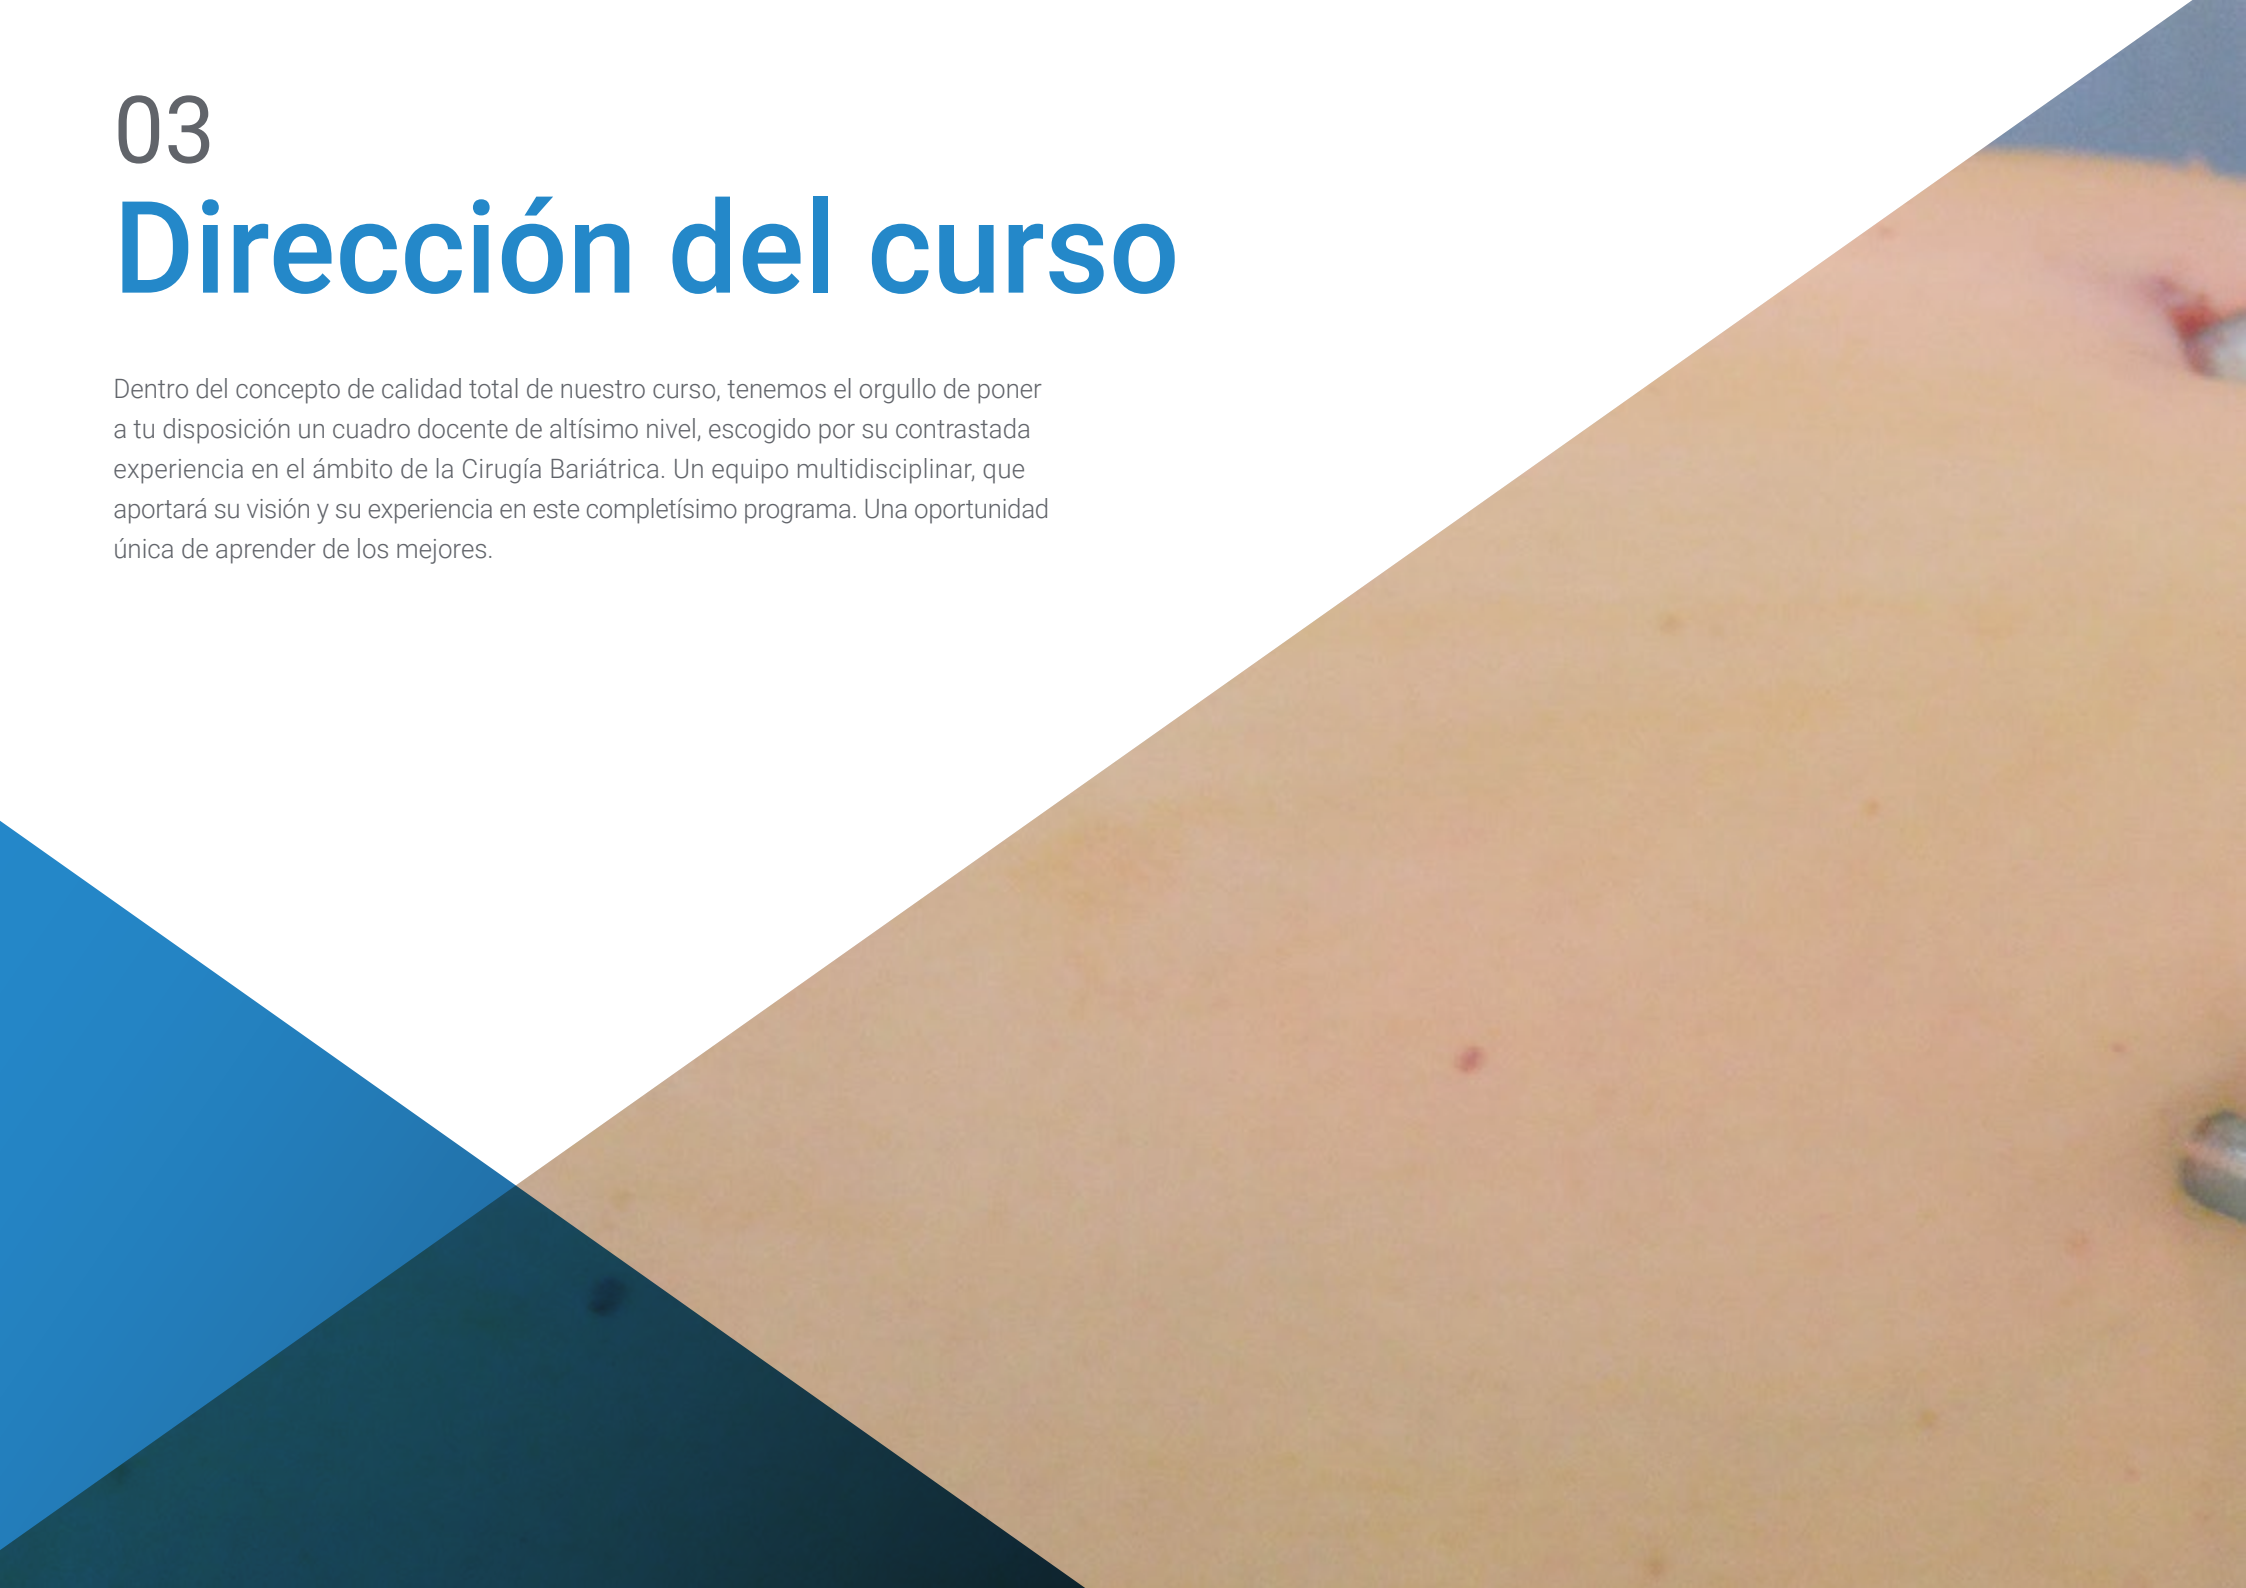 03
Dirección del curso
Dentro del concepto de calidad total de nuestro curso, tenemos el orgullo de poner
a tu disposición un cuadro docente de altísimo nivel, escogido por su contrastada
experiencia en el ámbito de la Cirugía Bariátrica. Un equipo multidisciplinar, que
aportará su visión y su experiencia en este completísimo programa. Una oportunidad
única de aprender de los mejores.